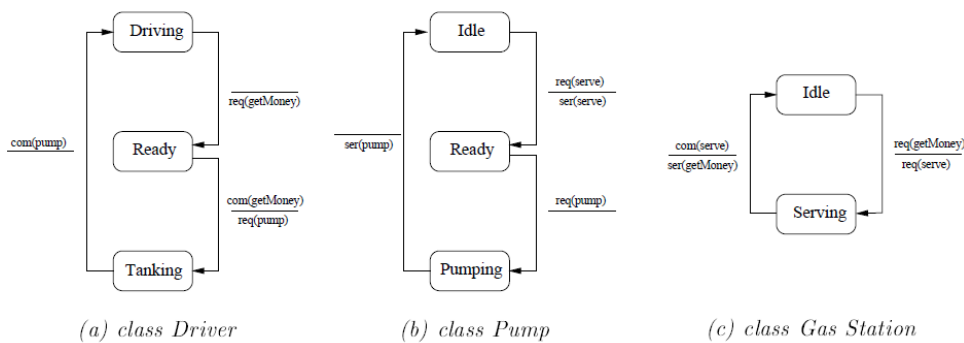 Driving
req(getMoney)
com(pump)
Ready
com(getMoney)
req(pump)
Tanking
(a) class Driver
Idle
req(serve)
ser(serve)
ser(pump)
Ready
req(pump)
Pumping
(b) class Pump
Idle
com(serve)
ser(getMoney)
req(getMoney)
req(serve)
Serving
(c) class Gas Station